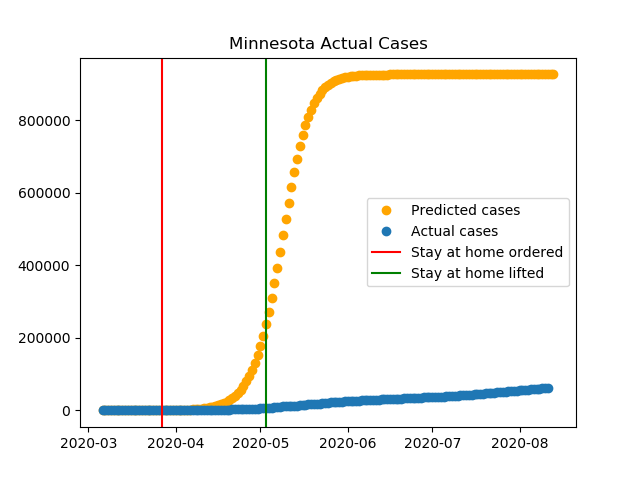 Minnesota Actual Cases
800000
600000
400000
200000
0
Predicted cases
Actual cases
Stay at home ordered
Stay at home lifted
2020-03 2020-04 2020-05 2020-06 2020-07 2020-08